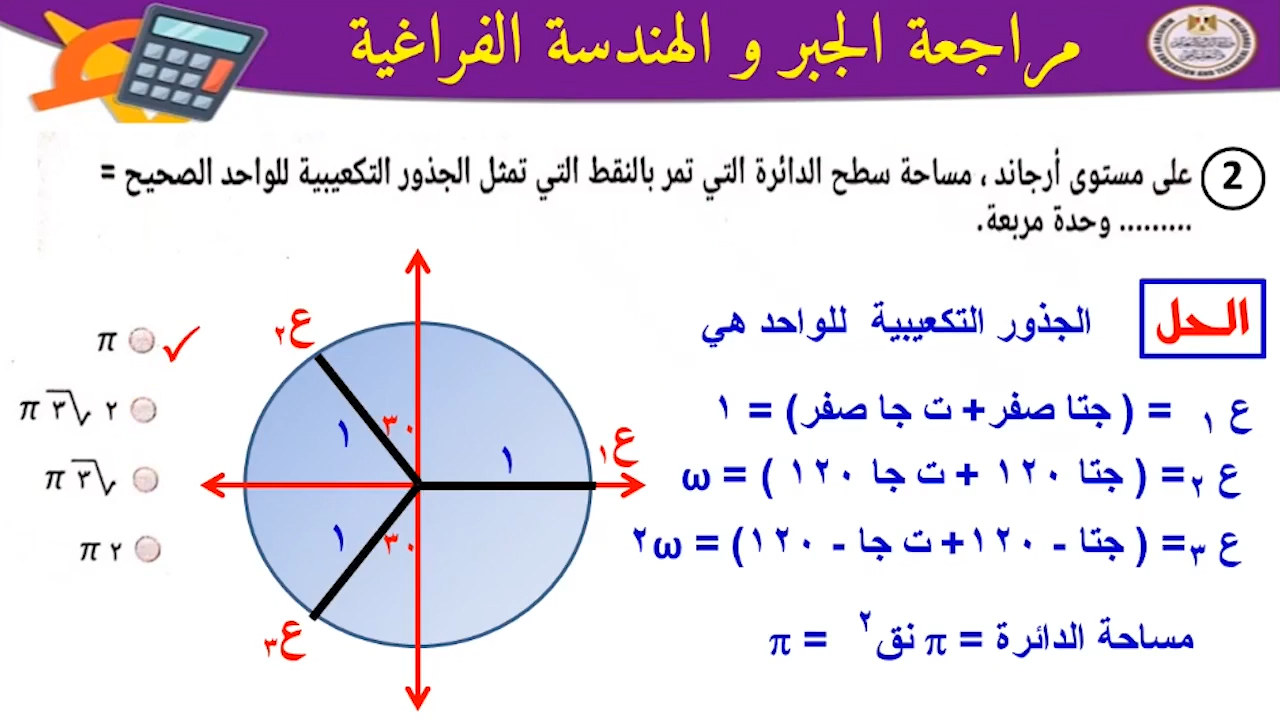 مراجعة الجبر و الهندسة الفراغية
2 على مستوى أرجاند ، مساحة سطح الدائرة التي تمر بالنقط التي تمثل الجذور التكعيبية للواحد الصحيح =
......... وحدة مربعة.
الحل
الجذور التكعيبية للواحد هي
ع ١ = ( جتا صفر + ت جا صفر) = ١
ع ٢ = ( جتا ١٢٠ + ت جا ١٢٠ ) = ω
ع ٣ = ( جتا - ١٢٠ + ت جا - ١٢٠) = ω٢
مساحة الدائرة = π نق٢ = π
ع٢
٣٠
١
١
ع١
١
٣٠
ع٣
π ✓
٢ √٣ π
√٣ π
٢ π